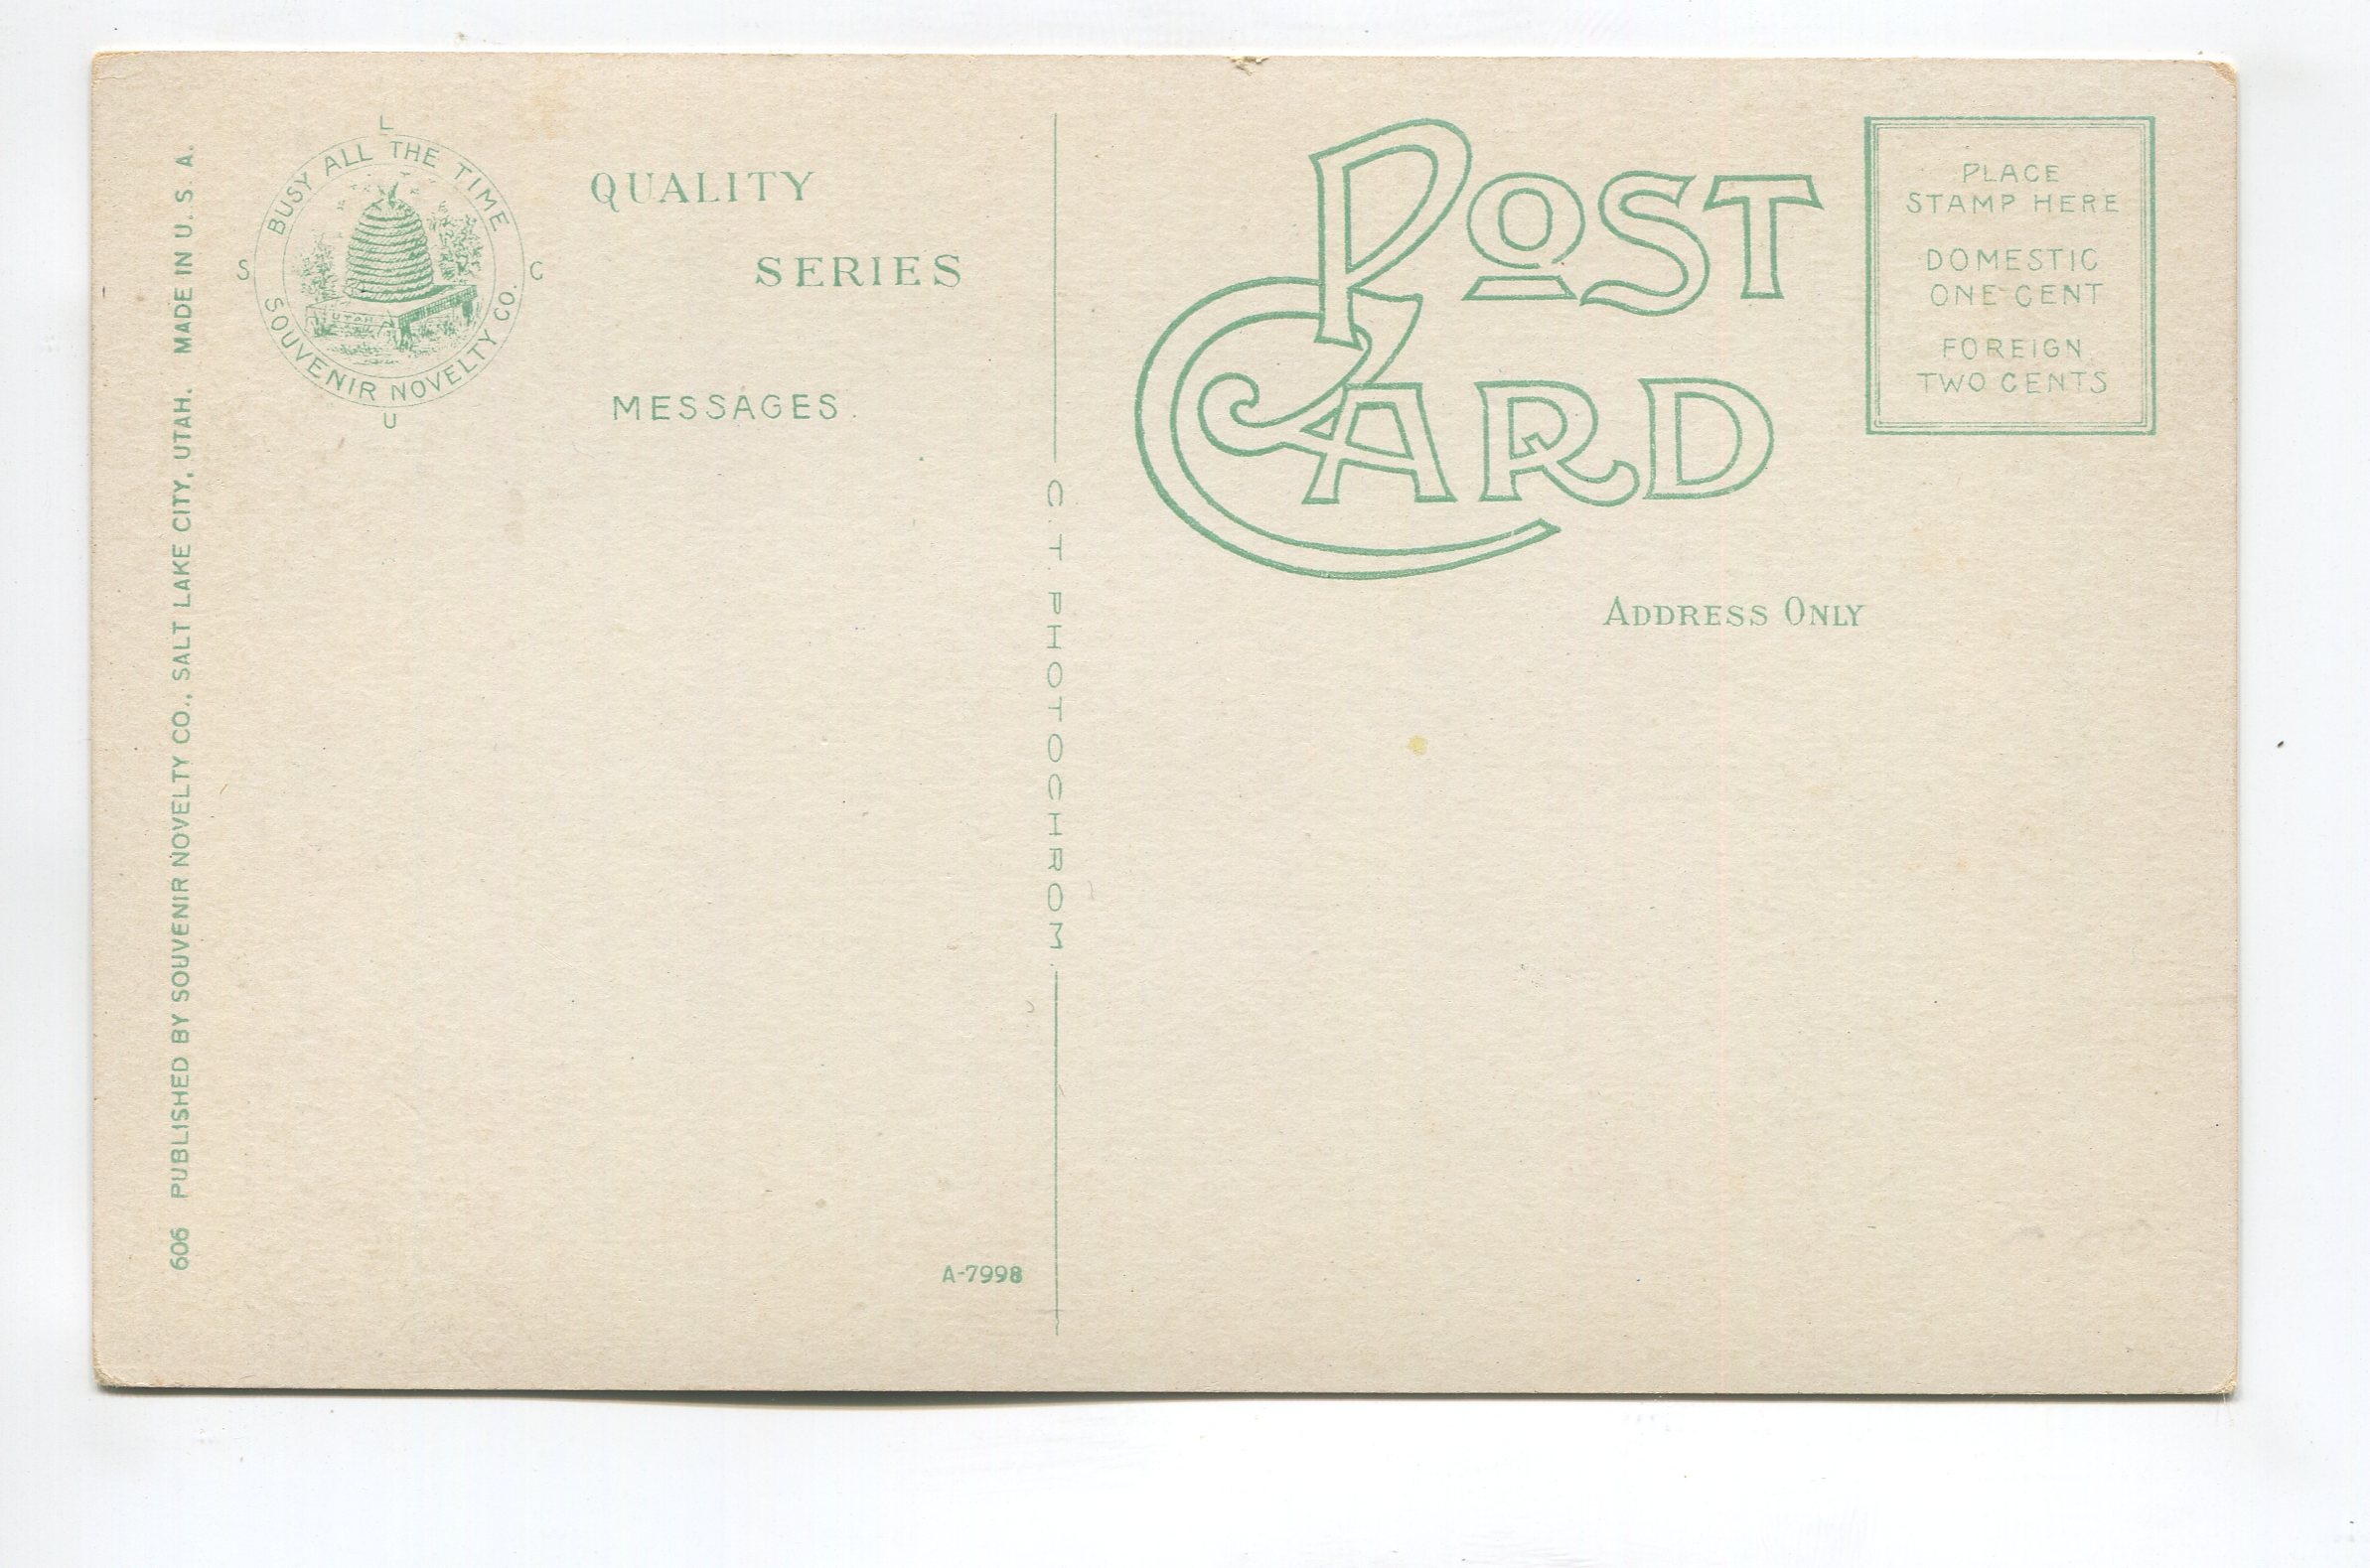 606 PUBLISHED BY SOUVENIR NOVELTY CO., SALT LAKE CITY, UTAH. MADE IN U. S A.
L
BUSY ALL THE TIME
S
C
UTAH
SOUVENIR NOVELTY CO.
U
QUALITY
SERIES
MESSAGES.
A-7998
C. T. PHOTOCHROM.
POST
CARD
PLACE
STAMP HERE
DOMESTIC
ONE CENT
FOREIGN
TWO CENTS
ADDRESS ONLY